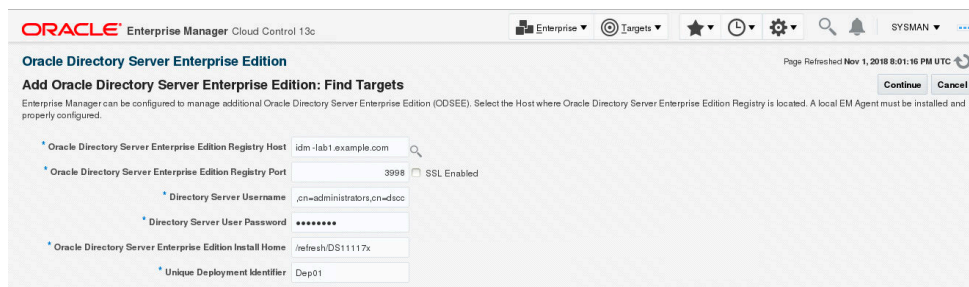 ORACLE Enterprise Manager Cloud Control 13c Enterprise Targets SYSMAN
Oracle Directory Server Enterprise Edition Page Refreshed Nov 1, 2018 8:01:16 PM UTC
Add Oracle Directory Server Enterprise Edition: Find Targets Continue Cancel
Enterprise Manager can be configured to manage additional Oracle Directory Server Enterprise Edition (ODSEE). Select the Host where Oracle Directory Server Enterprise Edition Registry is located. A local EM Agent must be installed and
properly configured.
* Oracle Directory Server Enterprise Edition Registry Host idm -lab1.example.com
* Oracle Directory Server Enterprise Edition Registry Port 3998 SSL Enabled
* Directory Server Username ,cn=administrators,cn=dscc
* Directory Server User Password ••••••••
* Oracle Directory Server Enterprise Edition Install Home /refresh/DS11117x
* Unique Deployment Identifier Dep01